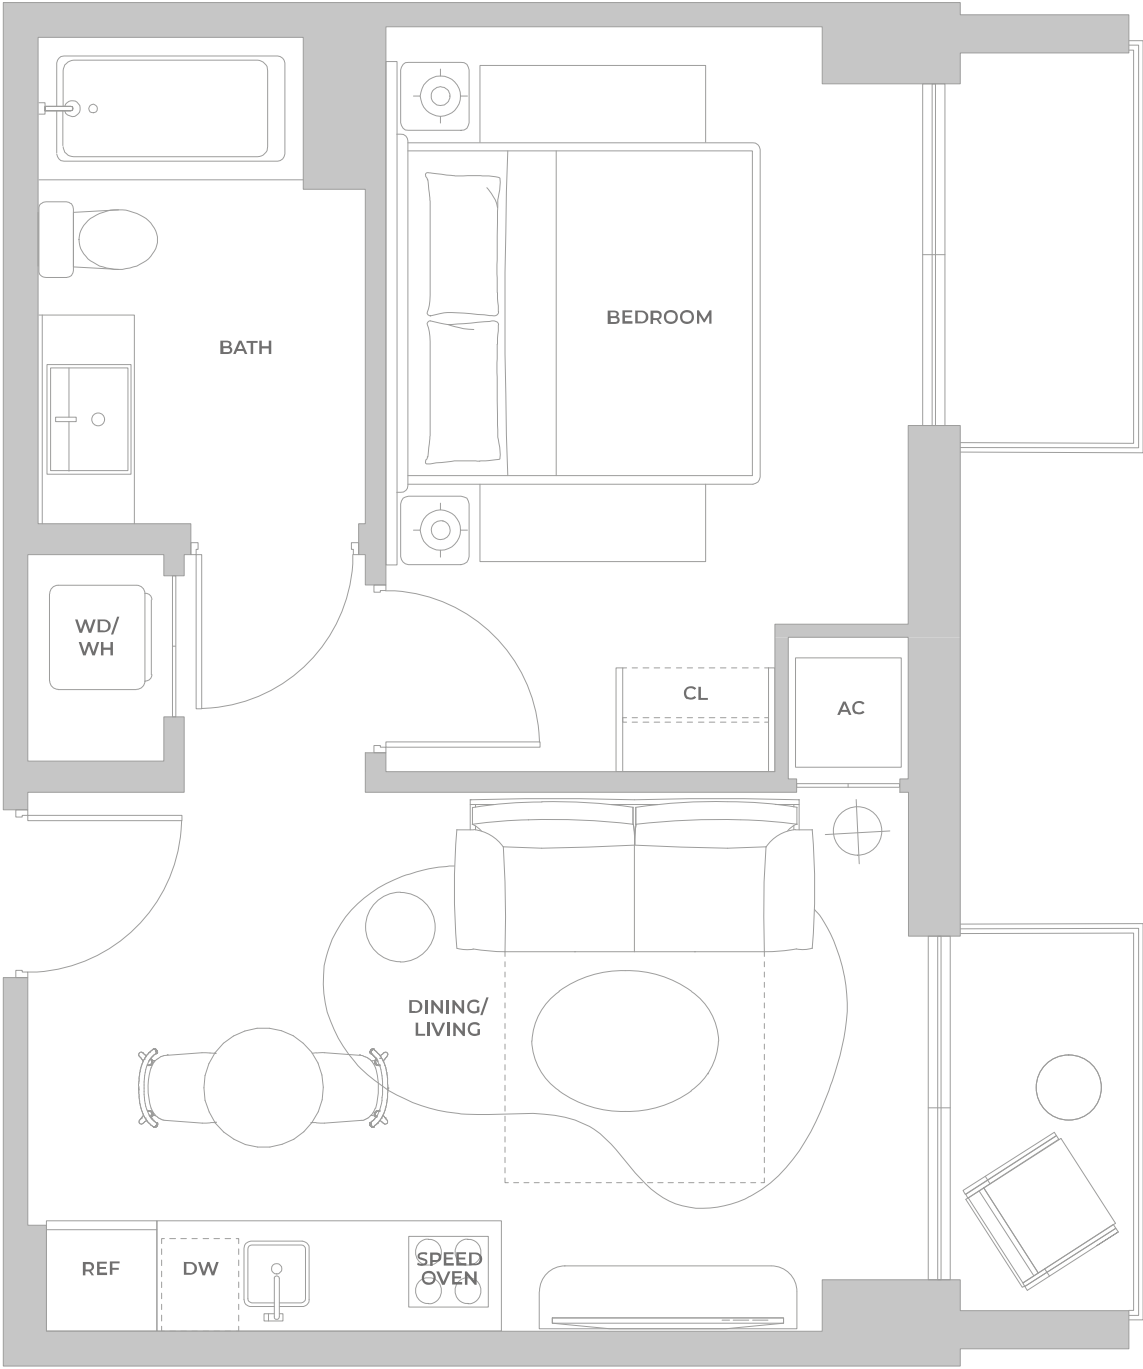 BEDROOM
BATH
WD/
WH
CL
AC
DINING/
LIVING
REF
DW
SPEED
OVEN